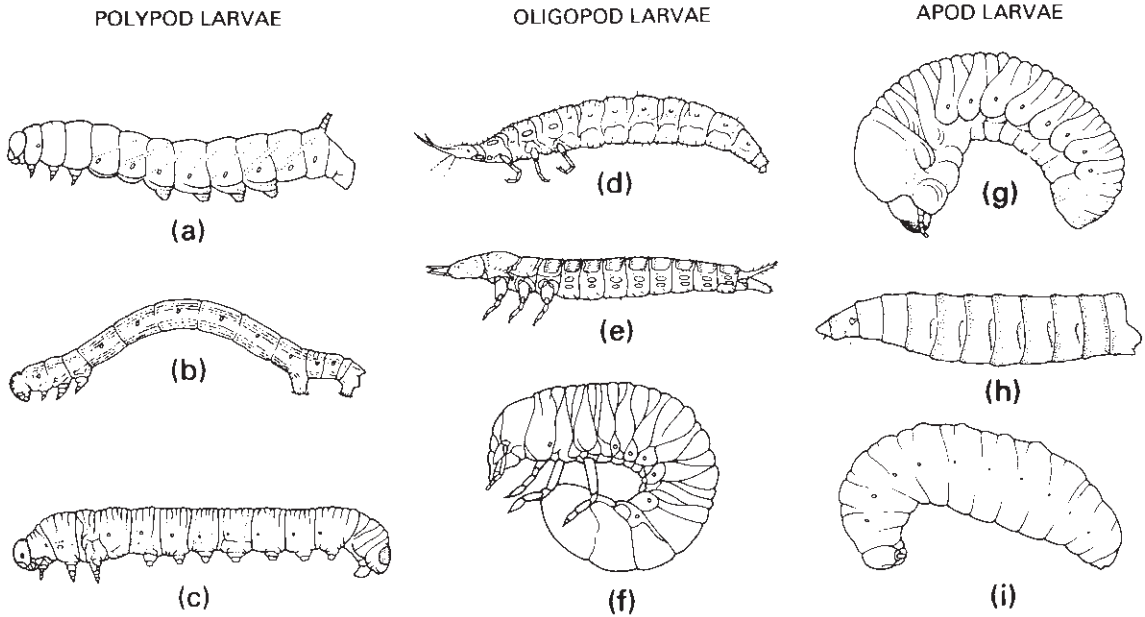 POLYPOD LARVAE
OLIGOPOD LARVAE
APOD LARVAE
(a)
(d)
(g)
(b)
(e)
(h)
(c)
(f)
(i)